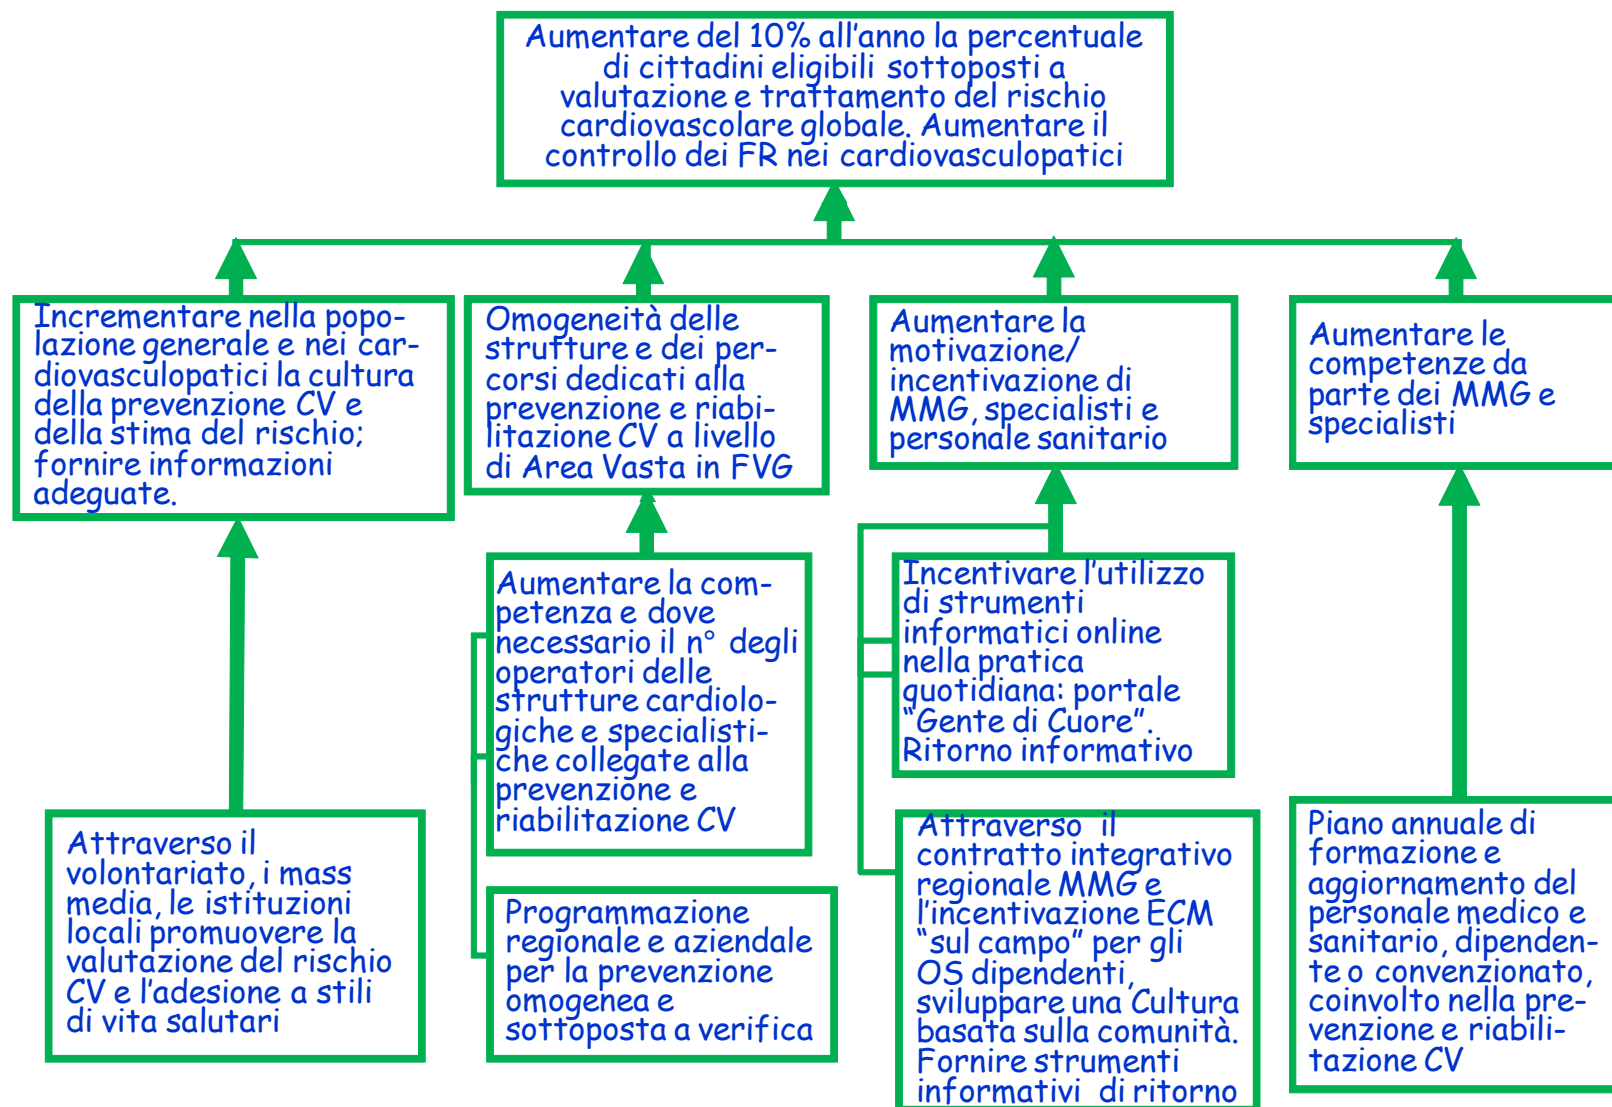 Aumentare del 10% all'anno la percentuale
di cittadini eligibili sottoposti a
valutazione e trattamento del rischio
cardiovascolare globale. Aumentare il
controllo dei FR nei cardiovasculopatici
Incrementare nella popo-
lazione generale e nei car-
diovasculopatici la cultura
della prevenzione CV e
della stima del rischio;
fornire informazioni
adeguate.
Omogeneità delle
strutture e dei per-
corsi dedicati alla
prevenzione e riabi-
litazione CV a livello
di Area Vasta in FVG
Aumentare la
motivazione/
incentivazione di
MMG, specialisti e
personale sanitario
Aumentare le
competenze da
parte dei MMG e
specialisti
Attraverso il
volontariato, i mass
media, le istituzioni
locali promuovere la
valutazione del rischio
CV e l'adesione a stili
di vita salutari
Aumentare la com-
petenza e dove
necessario il n° degli
operatori delle
strutture cardiolo-
giche e specialisti-
che collegate alla
prevenzione e
riabilitazione CV
Programmazione
regionale e aziendale
per la prevenzione
omogenea e
sottoposta a verifica
Incentivare l'utilizzo
di strumenti
informatici online
nella pratica
quotidiana: portale
"Gente di Cuore".
Ritorno informativo
Attraverso il
contratto integrativo
regionale MMG e
l'incentivazione ECM
"sul campo" per gli
OS dipendenti,
sviluppare una Cultura
basata sulla comunità.
Fornire strumenti
informativi di ritorno
Piano annuale di
formazione e
aggiornamento del
personale medico e
sanitario, dipenden-
te o convenzionato,
coinvolto nella pre-
venzione e riabili-
tazione CV